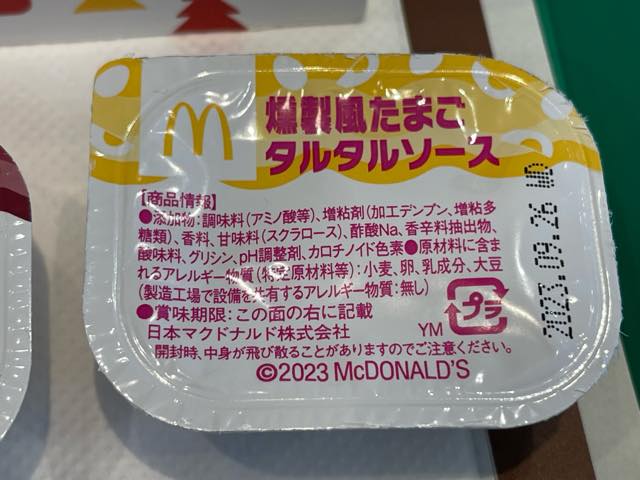 燻製風たまご
タルタルソース
【商品情報】
●添加物:調味料(アミノ酸等)、増粘剤(加工デンプン、増粘多
糖類)、香料、甘味料(スクラロース)、酢酸Na、香辛料抽出物、
酸味料、グリシン、pH調整剤、カロチノイド色素●原材料に含ま
れるアレルギー物質(特定原材料等):小麦、卵、乳成分、大豆
(製造工場で設備を共有するアレルギー物質:無し)
●賞味期限:この面の右に記載
日本マクドナルド株式会社 YM
プラ
開封時、中身が飛び散ることがありますのでご注意ください。
©2023 McDONALD'S
2023.09.26 WD